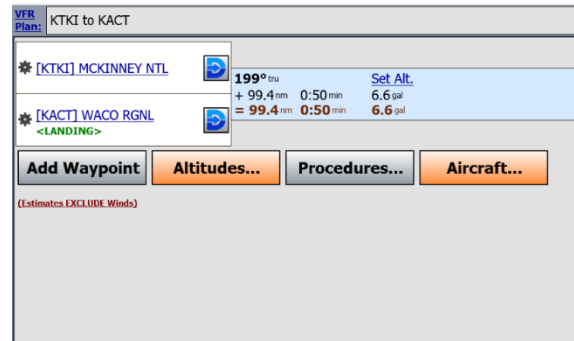 VFR
Plan: KTKI to KACT
[KTKI] MCKINNEY NTL
199° tru Set Alt.
+ 99.4 nm 0:50 min 6.6 gal
[KACT] WACO RGNL
<LANDING>
= 99.4 nm 0:50 min 6.6 gal
Add Waypoint Altitudes... Procedures... Aircraft...
(Estimates EXCLUDE Winds)